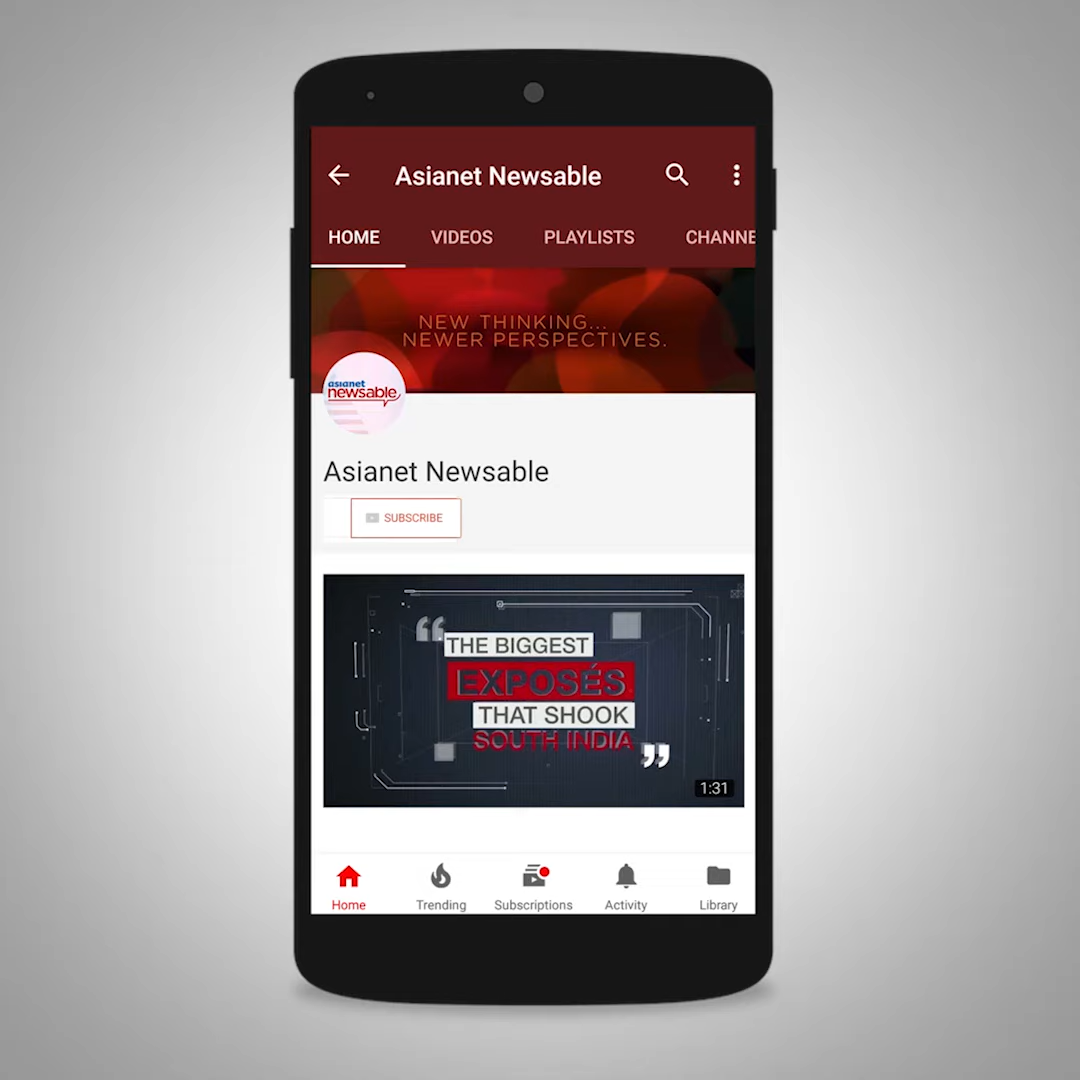 Asianet Newsable
HOME VIDEOS PLAYLISTS CHANNE
NEW THINKING...
NEWER PERSPECTIVES.
asianet
newsable
Asianet Newsable
SUBSCRIBE
“THE BIGGEST
EXPOSÉS
THAT SHOOK
SOUTH INDIA”
1:31
Home Trending Subscriptions Activity Library